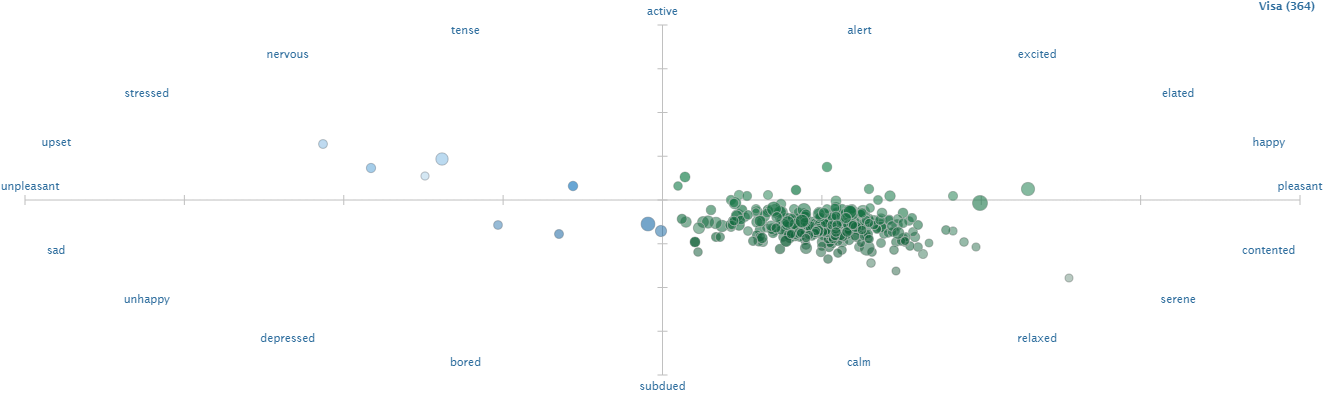 Visa (364)
active
tense
alert
nervous
excited
stressed
elated
upset
happy
unpleasant
pleasant
sad
contented
unhappy
serene
depressed
relaxed
bored
calm
subdued